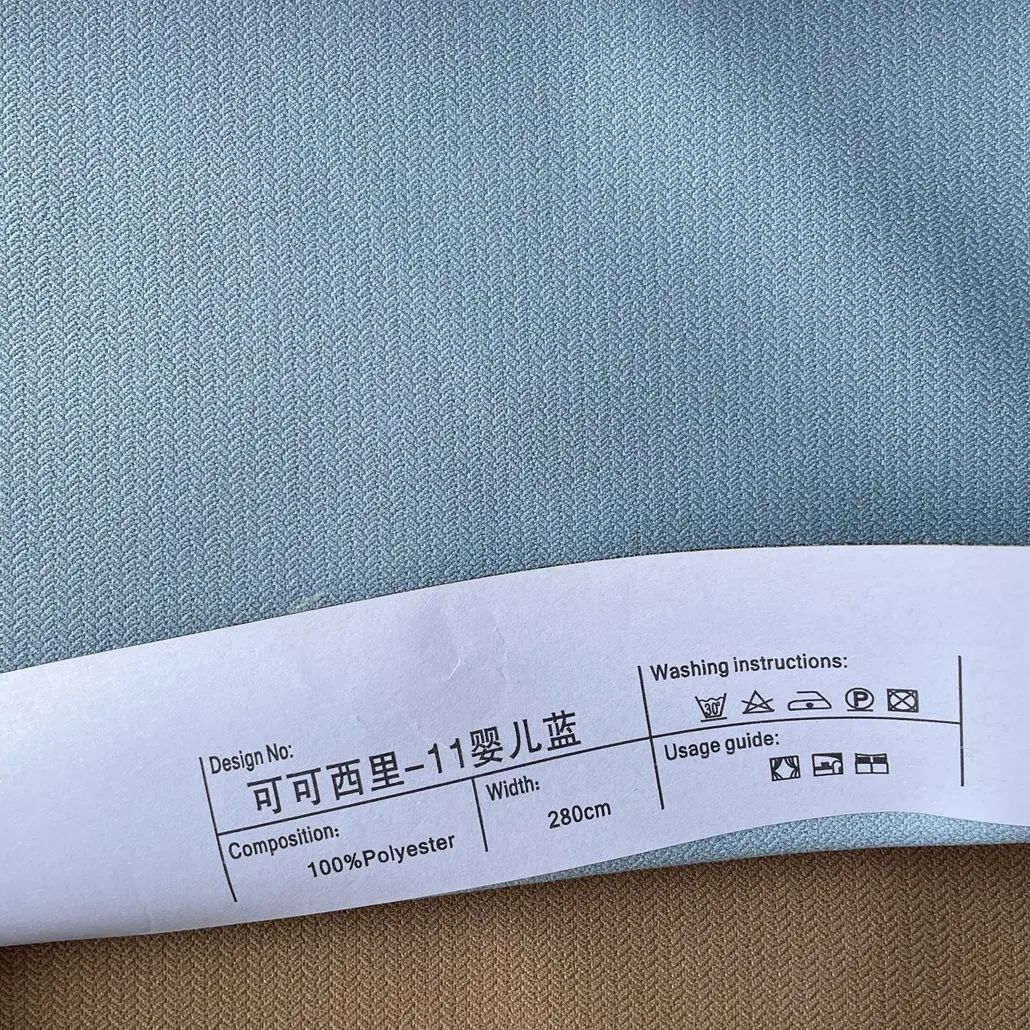 Design No:
可可西里-11婴儿蓝
Composition:
100%Polyester
Width:
280cm
Washing instructions:
30°
P
Usage guide: